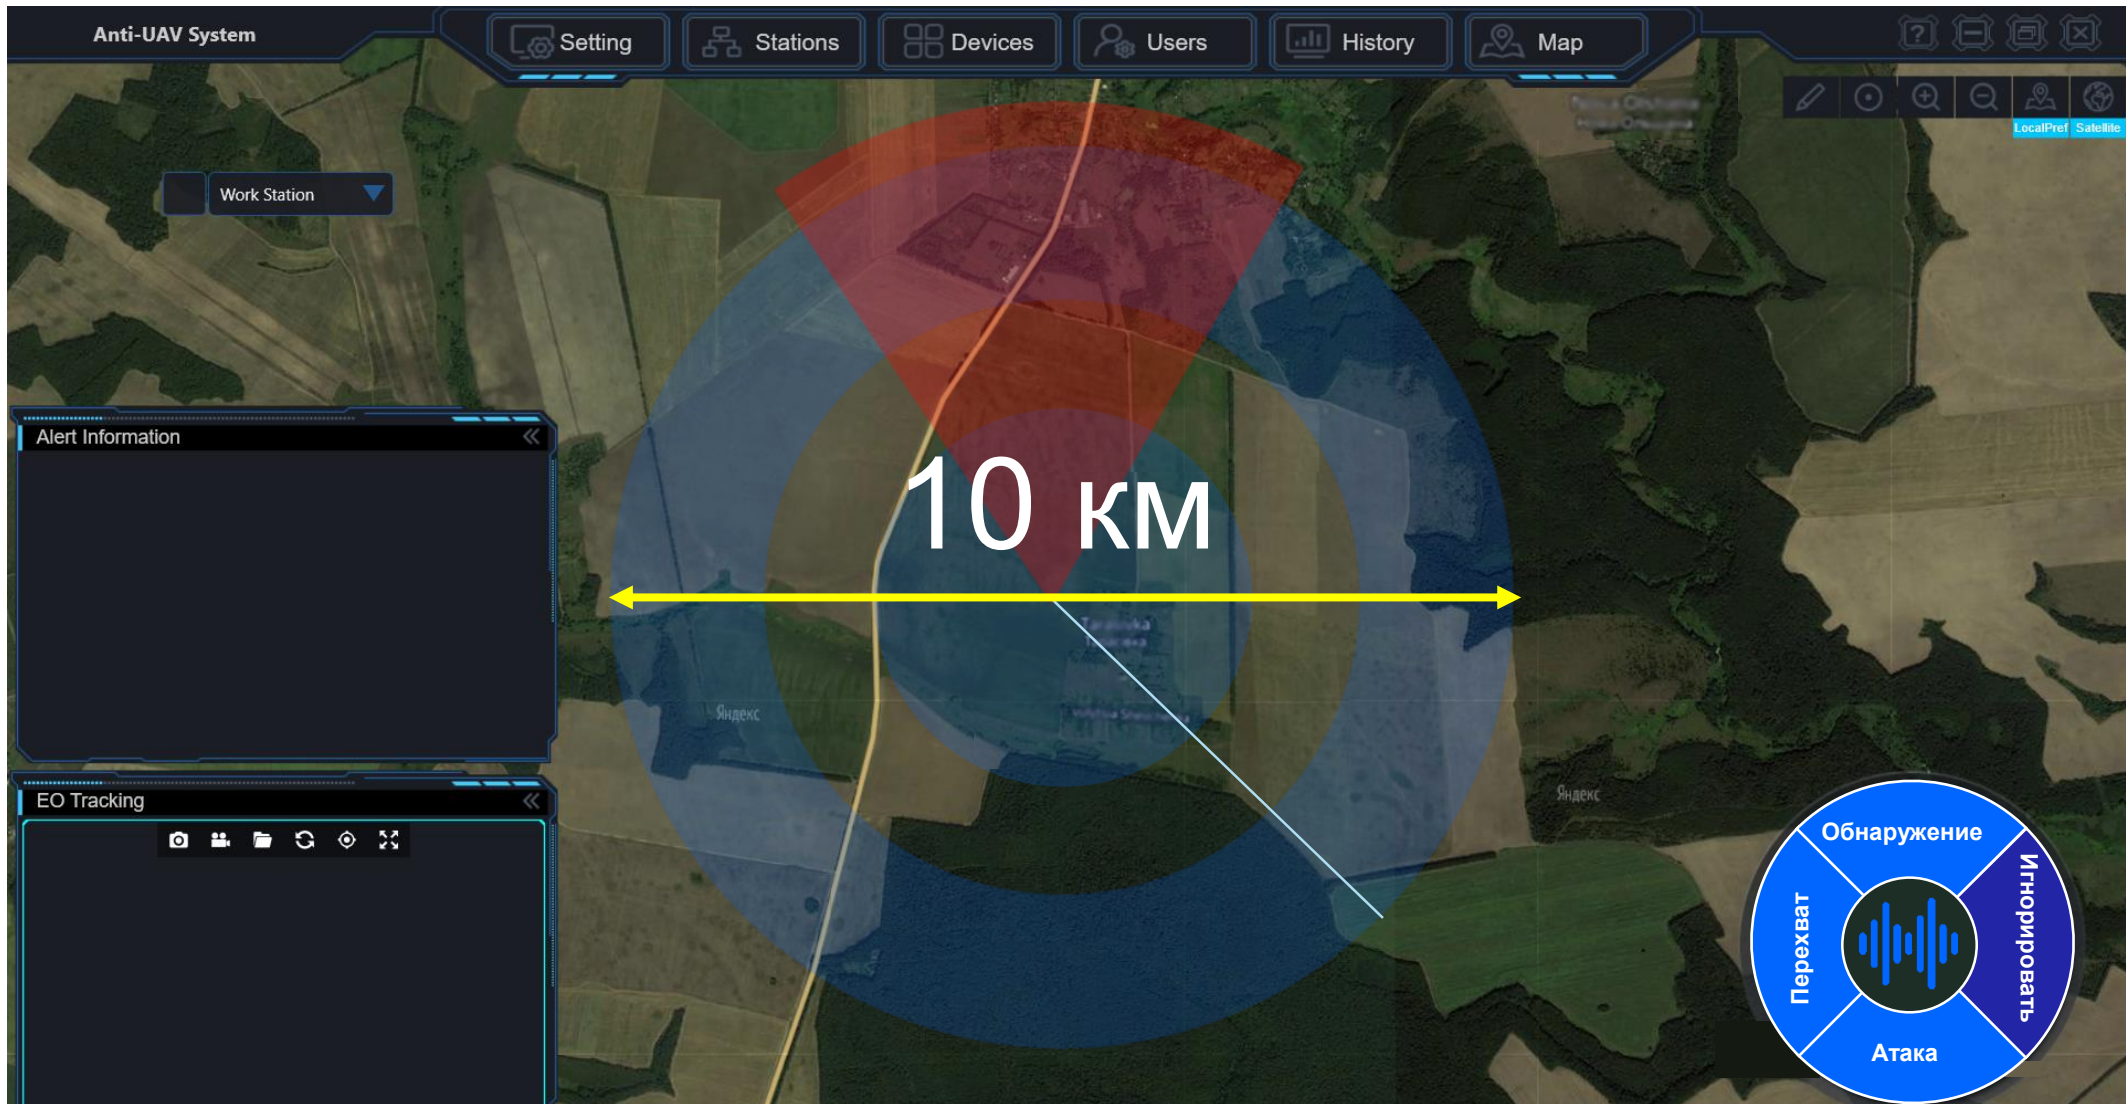 Anti-UAV System
Setting
Stations
Devices
Users
History
Map
LocalPref
Satellite
Work Station
Alert Information
10 км
Яндекс
EO Tracking
Яндекс
Обнаружение
Игнорировать
Перехват
Атака